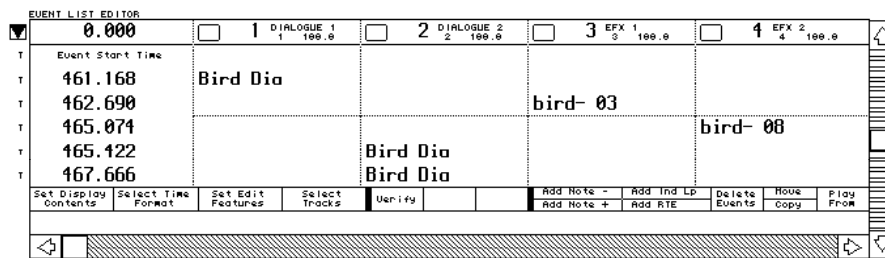 EVENT LIST EDITOR
0.000 1 DIALOGUE 1 2 DIALOGUE 2 3 EFX 1 4 EFX 2
1 100.0 2 100.0 3 100.0 4 100.0
T Event Start Time
T 461.168 Bird Dia
T 462.690 bird- 03
T 465.074 bird- 08
T 465.422 Bird Dia
T 467.666 Bird Dia
Set Display Select Time Set Edit Select Verify Add Note - Add Ind Lp Delete Move Play
Contents Format Features Tracks Add Note + Add RTE Events Copy From